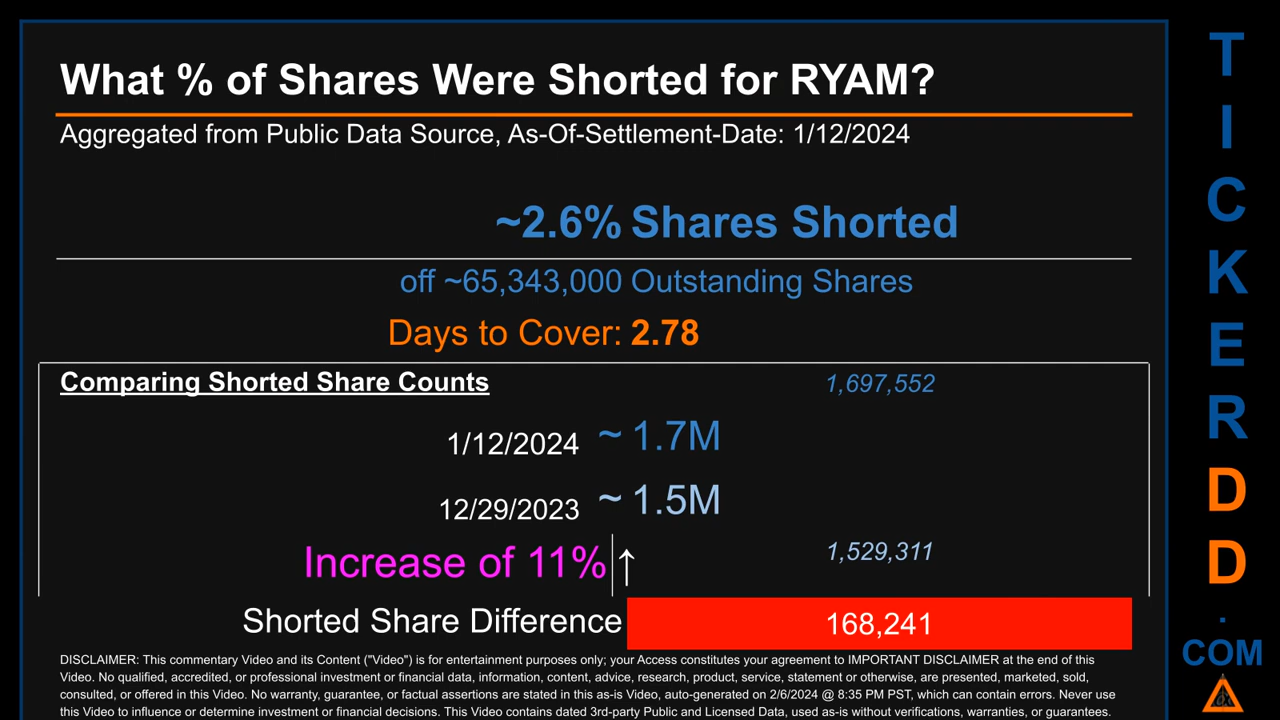 What % of Shares Were Shorted for RYAM?
Aggregated from Public Data Source, As-Of-Settlement-Date: 1/12/2024
~2.6% Shares Shorted
off ~65,343,000 Outstanding Shares
Days to Cover: 2.78
Comparing Shorted Share Counts 1,697,552
1/12/2024 ~ 1.7M
12/29/2023 ~ 1.5M
Increase of 11% ↑ 1,529,311
Shorted Share Difference 168,241
DISCLAIMER: This commentary Video and its Content ("Video") is for entertainment purposes only; your Access constitutes your agreement to IMPORTANT DISCLAIMER at the end of this
Video. No qualified, accredited, or professional investment or financial data, information, content, advice, research, product, service, statement or otherwise, are presented, marketed, sold,
consulted, or offered in this Video. No warranty, guarantee, or factual assertions are stated in this as-is Video, auto-generated on 2/6/2024 @ 8:35 PM PST, which can contain errors. Never use
this Video to influence or determine investment or financial decisions. This Video contains dated 3rd-party Public and Licensed Data, used as-is without verifications, warranties, or guarantees.
T
I
C
K
E
R
D
D
.
COM